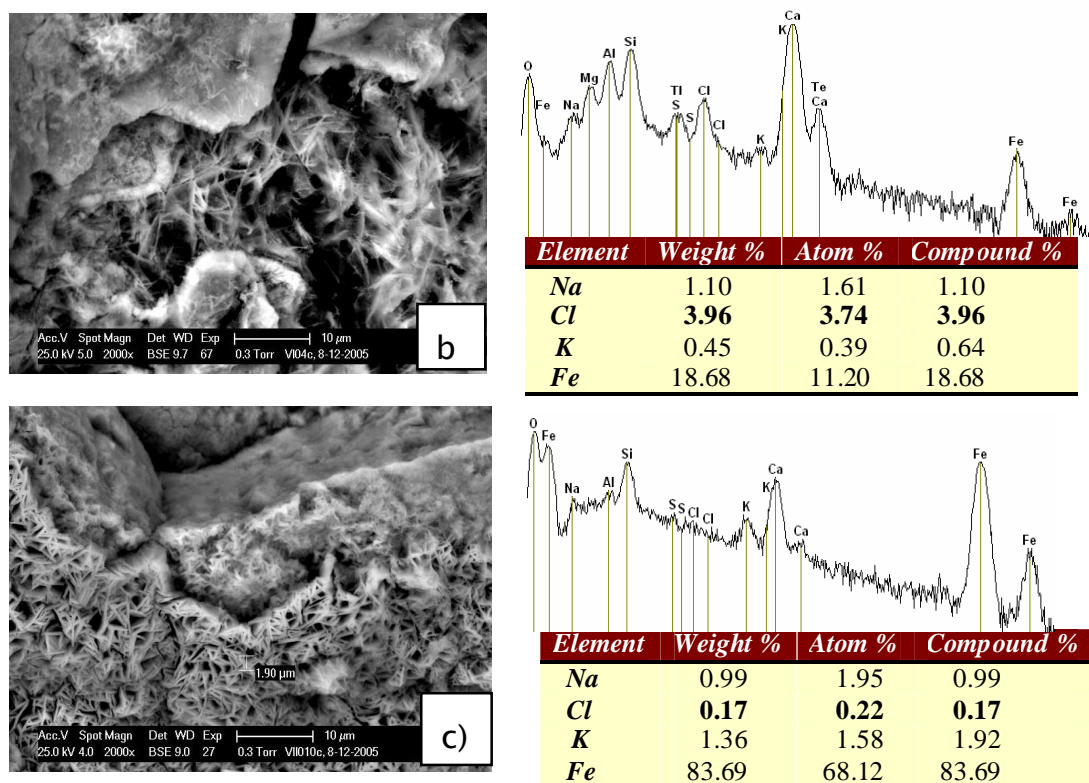 Acc.V Spot Magn Det WD Exp
25.0 kV 5.0 2000x BSE 9.7 67 0.3 Torr VI04c, 8-12-2005
10 µm
b
O
Fe
Na
Mg
Al
Si
Tl
S
S
Cl
Cl
K
K
Ca
Te
Ca
Fe
Fe
Element Weight % Atom % Compound %
Na 1.10 1.61 1.10
Cl 3.96 3.74 3.96
K 0.45 0.39 0.64
Fe 18.68 11.20 18.68
1.90 µm
Acc.V Spot Magn Det WD Exp
25.0 kV 4.0 2000x BSE 9.0 27 0.3 Torr VII010c, 8-12-2005
10 µm
c)
O
Fe
Na
Al
Si
S
S
Cl
Cl
K
K
Ca
Ca
Fe
Fe
Element Weight % Atom % Compound %
Na 0.99 1.95 0.99
Cl 0.17 0.22 0.17
K 1.36 1.58 1.92
Fe 83.69 68.12 83.69